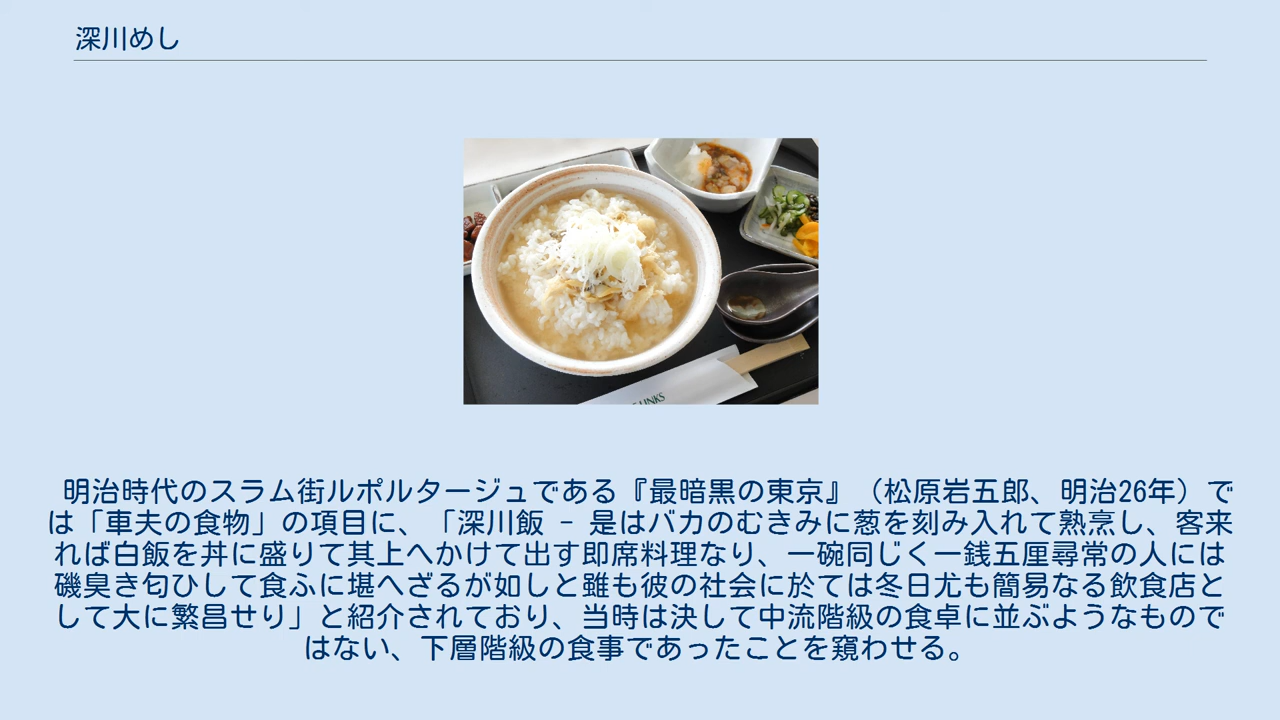 深川めし
LINKS
明治時代のスラム街ルポルタージュである『最暗黒の東京』（松原岩五郎、明治26年）で
は「車夫の食物」の項目に、「深川飯 - 是はバカのむきみに葱を刻み入れて熟烹し、客来
れば白飯を丼に盛りて其上へかけて出す即席料理なり、一碗同じく一銭五厘尋常の人には
磯臭き匂ひして食ふに堪へざるが如しと雖も彼の社会に於ては冬日尤も簡易なる飲食店と
して大に繁昌せり」と紹介されており、当時は決して中流階級の食卓に並ぶようなもので
はない、下層階級の食事であったことを窺わせる。